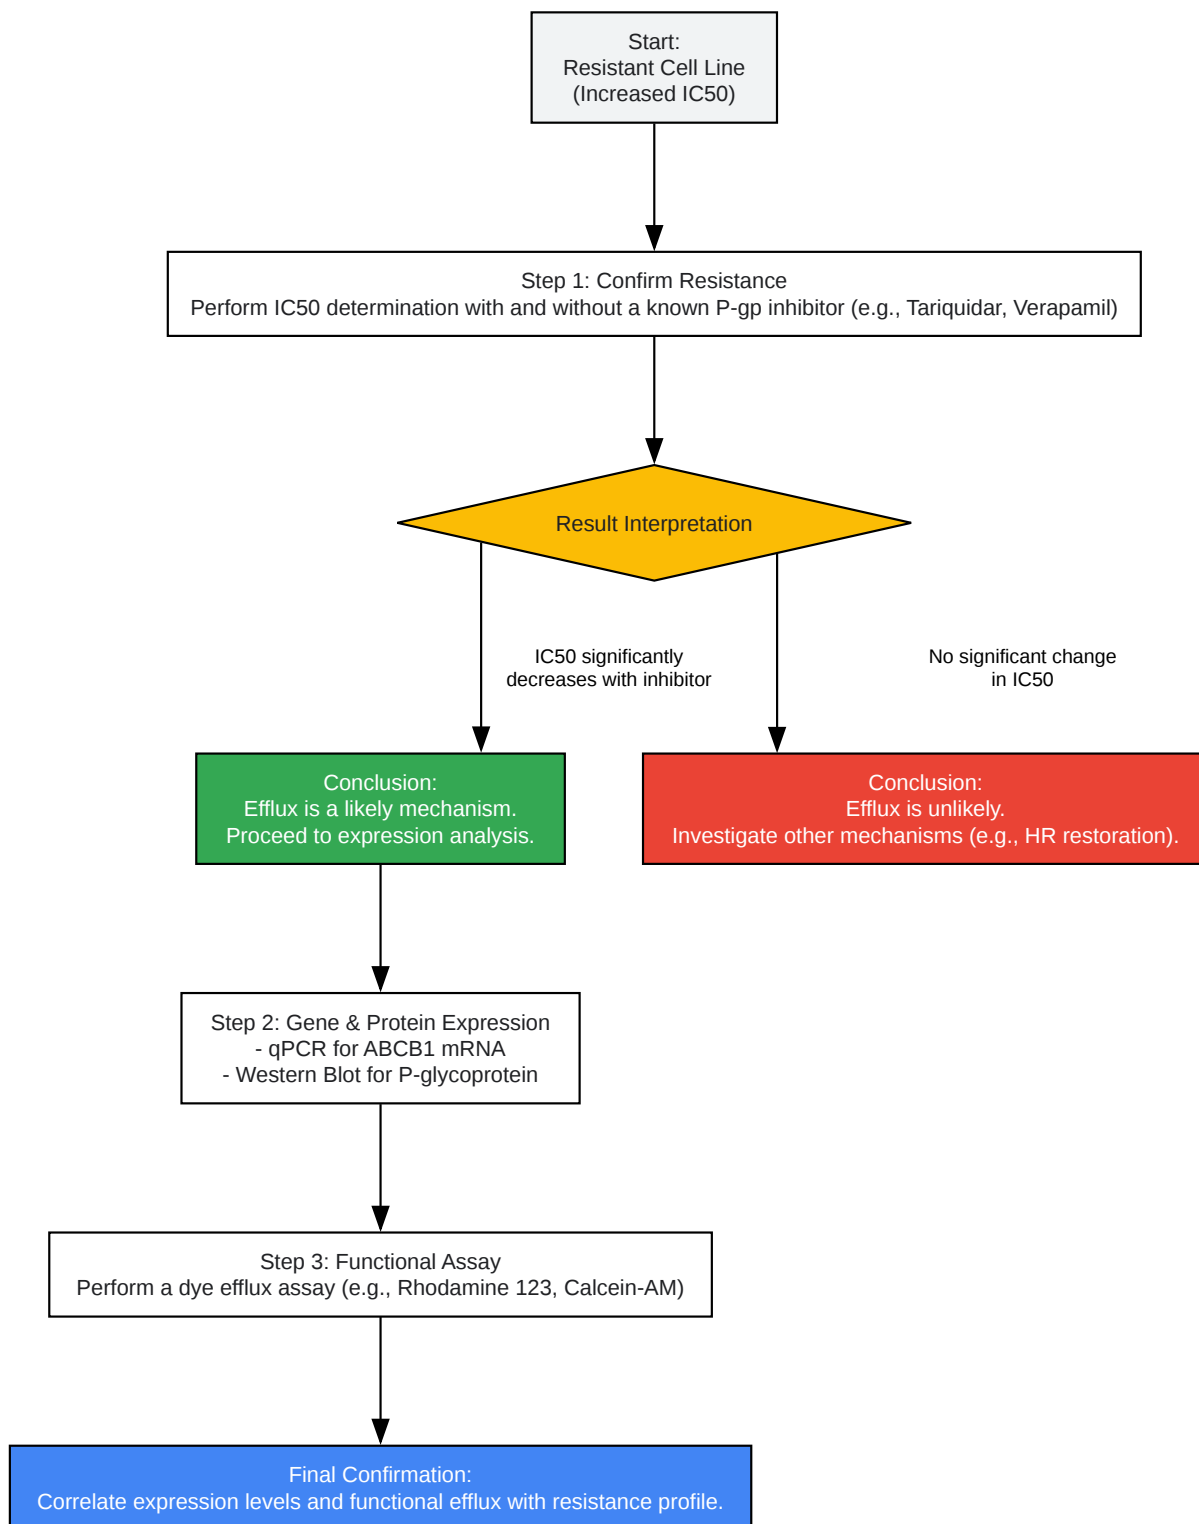 Start:
Resistant Cell Line
(Increased IC50)
Step 1: Confirm Resistance
Perform IC50 determination with and without a known P-gp inhibitor (e.g., Tariquidar, Verapamil)
Result Interpretation
IC50 significantly
decreases with inhibitor
No significant change
in IC50
Conclusion:
Efflux is a likely mechanism.
Proceed to expression analysis.
Conclusion:
Efflux is unlikely.
Investigate other mechanisms (e.g., HR restoration).
Step 2: Gene & Protein Expression
- qPCR for ABCB1 mRNA
- Western Blot for P-glycoprotein
Step 3: Functional Assay
Perform a dye efflux assay (e.g., Rhodamine 123, Calcein-AM)
Final Confirmation:
Correlate expression levels and functional efflux with resistance profile.